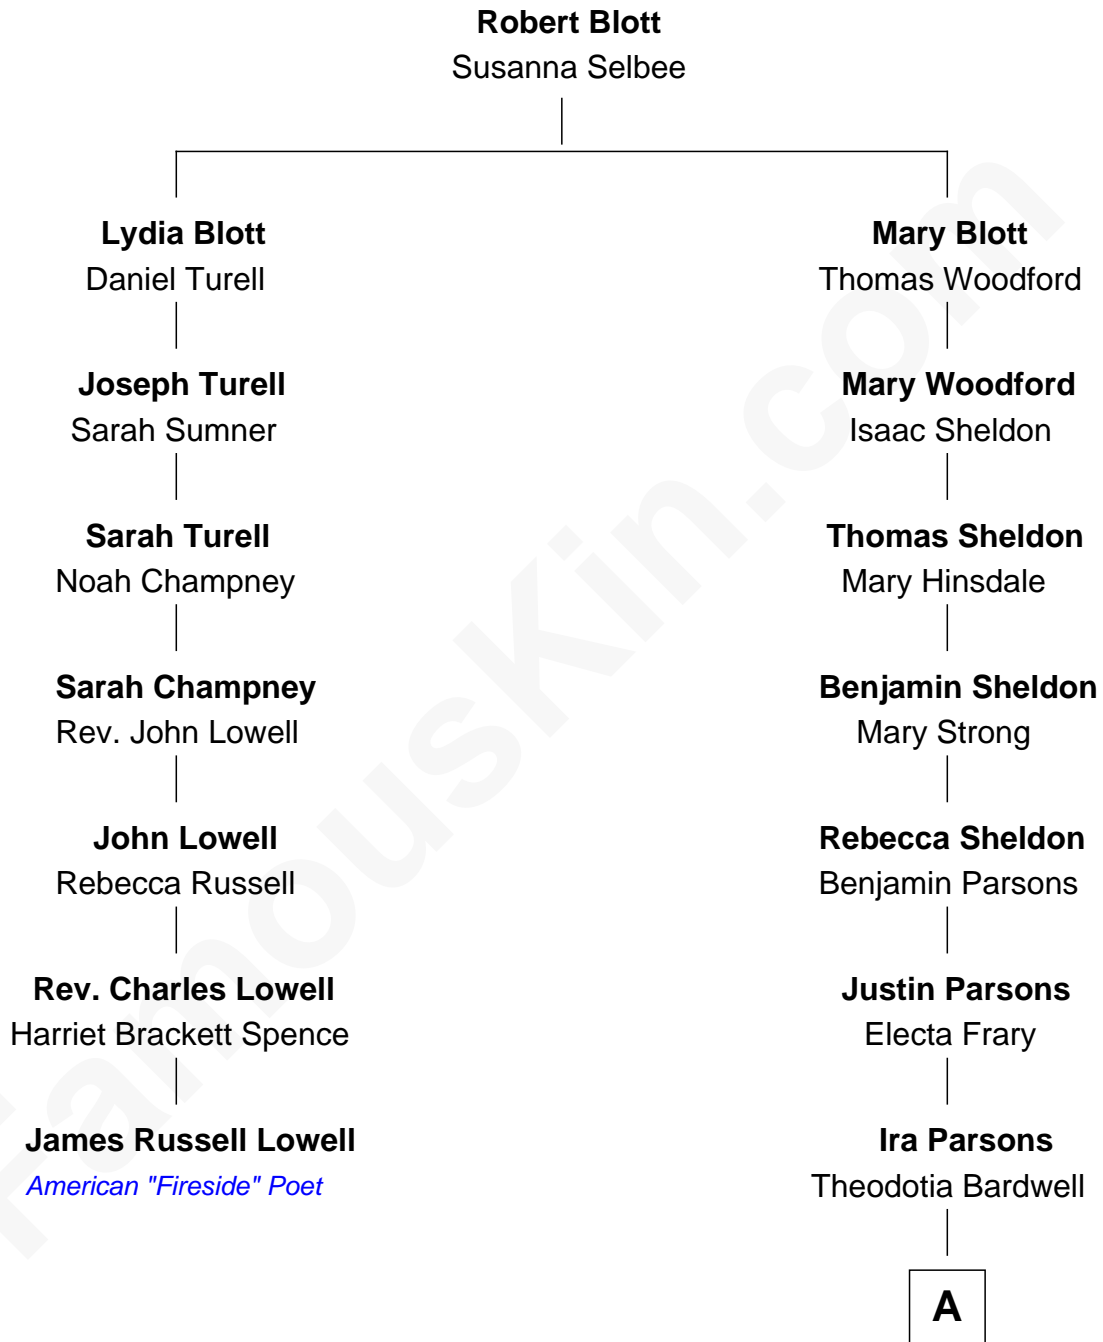 Robert Blott
Susanna Selbee
Lydia Blott
Daniel Turell
Mary Blott
Thomas Woodford
Joseph Turell
Sarah Sumner
Mary Woodford
Isaac Sheldon
Sarah Turell
Noah Champney
Thomas Sheldon
Mary Hinsdale
Sarah Champney
Rev. John Lowell
Benjamin Sheldon
Mary Strong
John Lowell
Rebecca Russell
Rebecca Sheldon
Benjamin Parsons
Rev. Charles Lowell
Harriet Brackett Spence
Justin Parsons
Electa Frary
James Russell Lowell
American "Fireside" Poet
Ira Parsons
Theodotia Bardwell
A
FamousKin.com